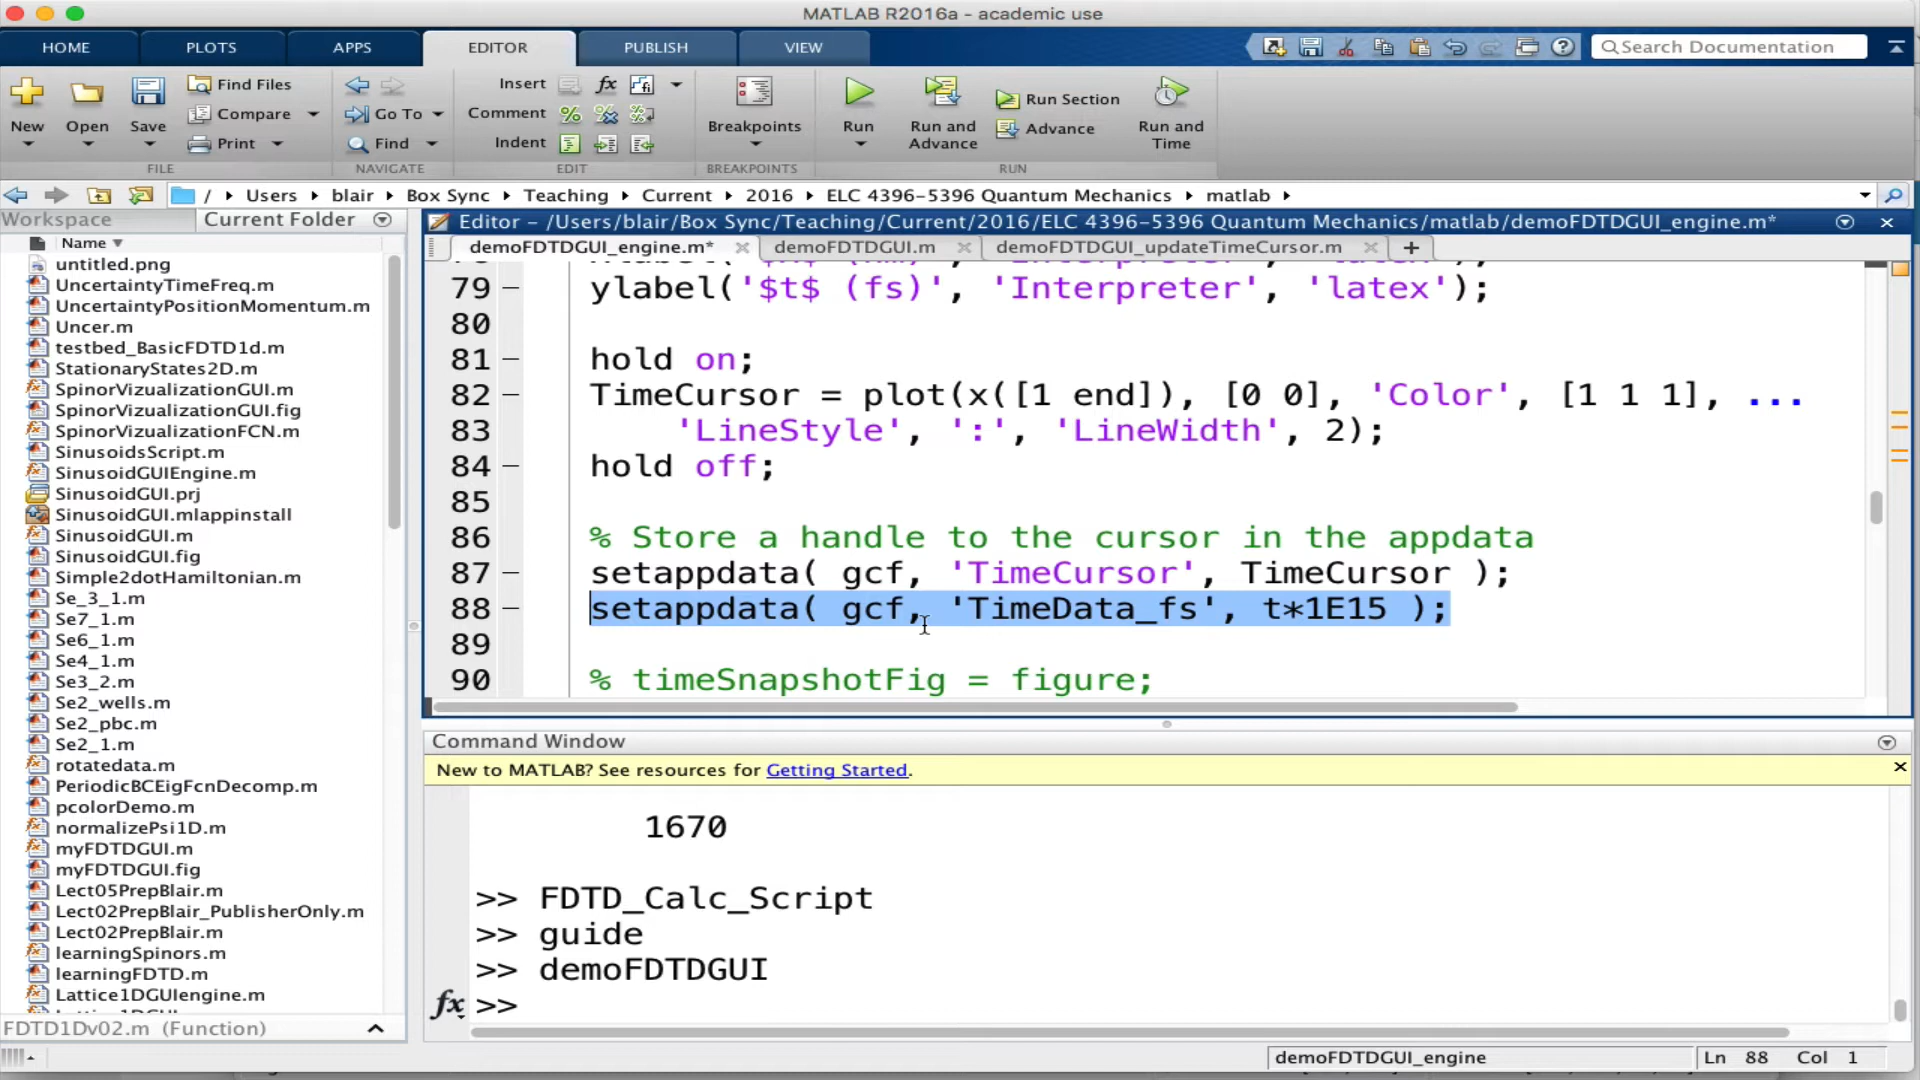 MATLAB R2016a - academic use
HOME PLOTS APPS EDITOR PUBLISH VIEW
Search Documentation
New Open Save
Find Files
Compare
Print
Go To
Find
Insert
Comment
Indent
fx
Breakpoints
Run
Run and Advance
Run Section
Advance
Run and Time
FILE NAVIGATE EDIT BREAKPOINTS RUN
/ Users blair Box Sync Teaching Current 2016 ELC 4396-5396 Quantum Mechanics matlab
Workspace Current Folder
Name
untitled.png
UncertaintyTimeFreq.m
UncertaintyPositionMomentum.m
Uncer.m
testbed_BasicFDTD1d.m
StationaryStates2D.m
SpinorVizualizationGUI.m
SpinorVizualizationGUI.fig
SpinorVizualizationFCN.m
SinusoidsScript.m
SinusoidGUIEngine.m
SinusoidGUI.prj
SinusoidGUI.mlappinstall
SinusoidGUI.m
SinusoidGUI.fig
Simple2dotHamiltonian.m
Se_3_1.m
Se7_1.m
Se6_1.m
Se4_1.m
Se3_2.m
Se2_wells.m
Se2_pbc.m
Se2_1.m
rotatedata.m
PeriodicBCEigFcnDecomp.m
pcolorDemo.m
normalizePsi1D.m
myFDTDGUI.m
myFDTDGUI.fig
Lect05PrepBlair.m
Lect02PrepBlair_PublisherOnly.m
Lect02PrepBlair.m
learningSpinors.m
learningFDTD.m
Lattice1DGUIengine.m
FDTD1Dv02.m (Function)
Editor - /Users/blair/Box Sync/Teaching/Current/2016/ELC 4396-5396 Quantum Mechanics/matlab/demoFDTDGUI_engine.m*
demoFDTDGUI_engine.m* demoFDTDGUI.m demoFDTDGUI_updateTimeCursor.m
79 ylabel('$t$ (fs)', 'Interpreter', 'latex');
80
81 hold on;
82 TimeCursor = plot(x([1 end]), [0 0], 'Color', [1 1 1], ...
83 'LineStyle', ':', 'LineWidth', 2);
84 hold off;
85
86 % Store a handle to the cursor in the appdata
87 setappdata( gcf, 'TimeCursor', TimeCursor );
88 setappdata( gcf, 'TimeData_fs', t*1E15 );
89
90 % timeSnapshotFig = figure;
Command Window
New to MATLAB? See resources for Getting Started.
1670
>> FDTD_Calc_Script
>> guide
>> demoFDTDGUI
fx >>
demoFDTDGUI_engine Ln 88 Col 1